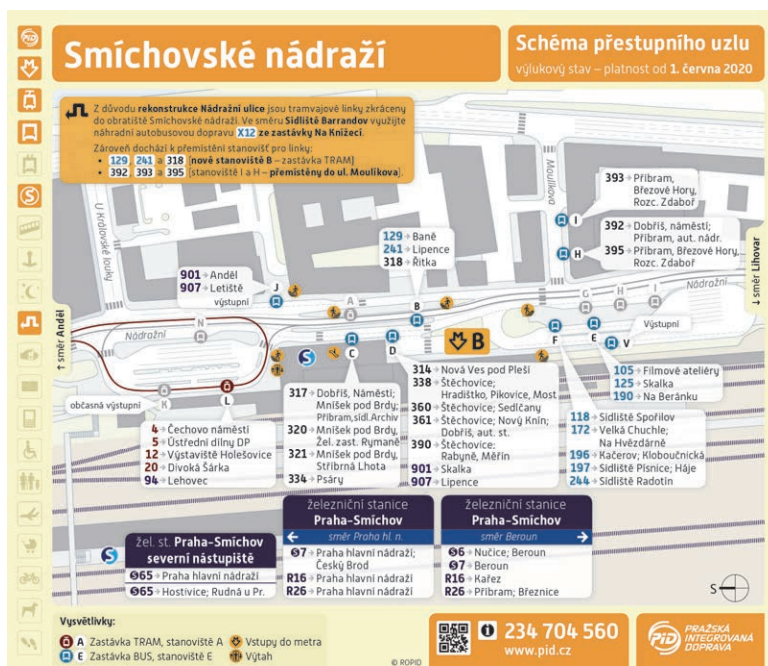 Smíchovské nádraží
Schéma přestupního uzlu
výlukový stav – platnost od 1. června 2020
Z důvodu rekonstrukce Nádražní ulice jsou tramvajové linky zkráceny
do obratiště Smíchovské nádraží. Ve směru Sídliště Barrandov využijte
náhradní autobusovou dopravu X12 ze zastávky Na Knížecí.
Zároveň dochází k přemístění stanovišť pro linky:
• 129, 241 a 318 [nově stanoviště B – zastávka TRAM]
• 392, 393 a 395 [stanoviště I a H – přemístěny do ul. Moulíkova].
U Královské louky
Moulíkova
393 → Příbram,
Březové Hory,
Rozc. Zdaboř
I
392 → Dobříš, náměstí;
Příbram, aut. nádr.
395 → Příbram, Březové Hory,
Rozc. Zdaboř
H
129 → Baně
241 → Lipence
318 → Řitka
901 → Anděl
907 → Letiště
výstupní
J
A
B
G
H
I
Nádražní
↓ směr Lihovar
↑ směr Anděl
Nádražní
N
S
C
D
B
F
E
V
Výstupní
občasná výstupní
K
L
4 → Čechovo náměstí
5 → Ústřední dílny DP
12 → Výstaviště Holešovice
20 → Divoká Šárka
94 → Lehovec
317 → Dobříš, Náměstí;
Mníšek pod Brdy;
Příbram,sídl.Drchiv
320 → Mníšek pod Brdy,
Žel. zast. Rymaně
321 → Mníšek pod Brdy,
Stříbrná Lhota
334 → Psáry
314 → Nová Ves pod Pleší
338 → Štěchovice;
Hradištko, Pikovice, Most
360 → Štěchovice; Sedlčany
361 → Štěchovice; Nový Knín;
Dobříš, aut. st.
390 → Štěchovice;
Rabyně, Měřín
901 → Skalka
907 → Lipence
105 → Filmové ateliéry
125 → Skalka
190 → Na Beránku
118 → Sídliště Spořilov
172 → Velká Chuchle;
Na Hvězdárně
196 → Kačerov; Kloboučnická
197 → Sídliště Písnice; Háje
244 → Sídliště Radotín
S
žel. st. Praha-Smíchov
severní nástupiště
S65 → Praha hlavní nádraží
S65 → Hostivice; Rudná u Pr.
železniční stanice
Praha-Smíchov
← směr Praha hl. n.
S7 → Praha hlavní nádraží;
Český Brod
R16 → Praha hlavní nádraží
R26 → Praha hlavní nádraží
železniční stanice
Praha-Smíchov
směr Beroun →
S6 → Nučice; Beroun
S7 → Beroun
R16 → Kařez
R26 → Příbram; Březnice
S
Vysvětlivky:
A Zastávka TRAM, stanoviště A
Vstupy do metra
E Zastávka BUS, stanoviště E
Výtah
© ROPID
234 704 560
www.pid.cz
PID
PRAŽSKÁ
INTEGROVANÁ
DOPRAVA